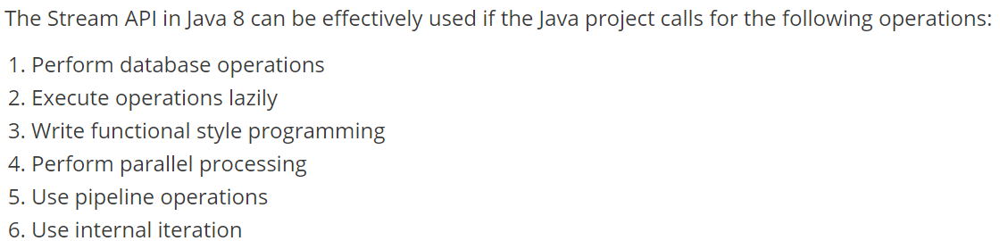 The Stream API in Java 8 can be effectively used if the Java project calls for the following operations:
1. Perform database operations
2. Execute operations lazily
3. Write functional style programming
4. Perform parallel processing
5. Use pipeline operations
6. Use internal iteration